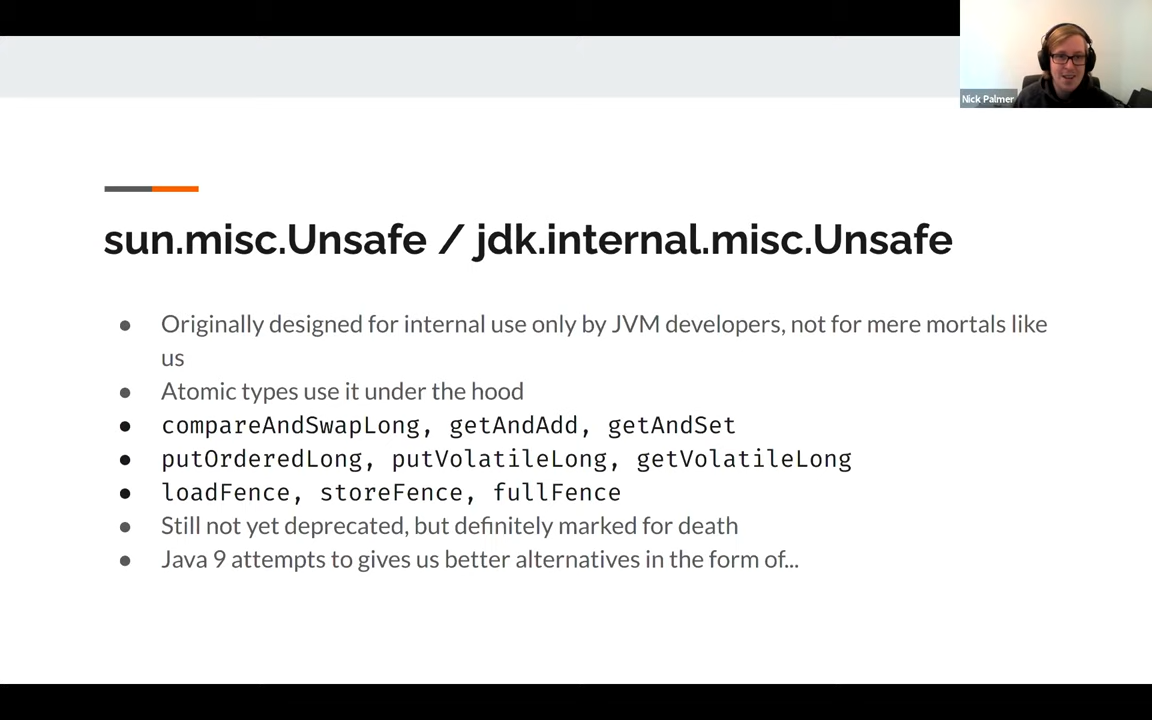 Nick Palmer
sun.misc.Unsafe / jdk.internal.misc.Unsafe
● Originally designed for internal use only by JVM developers, not for mere mortals like
us
● Atomic types use it under the hood
● compareAndSwapLong, getAndAdd, getAndSet
● putOrderedLong, putVolatileLong, getVolatileLong
● loadFence, storeFence, fullFence
● Still not yet deprecated, but definitely marked for death
● Java 9 attempts to gives us better alternatives in the form of...